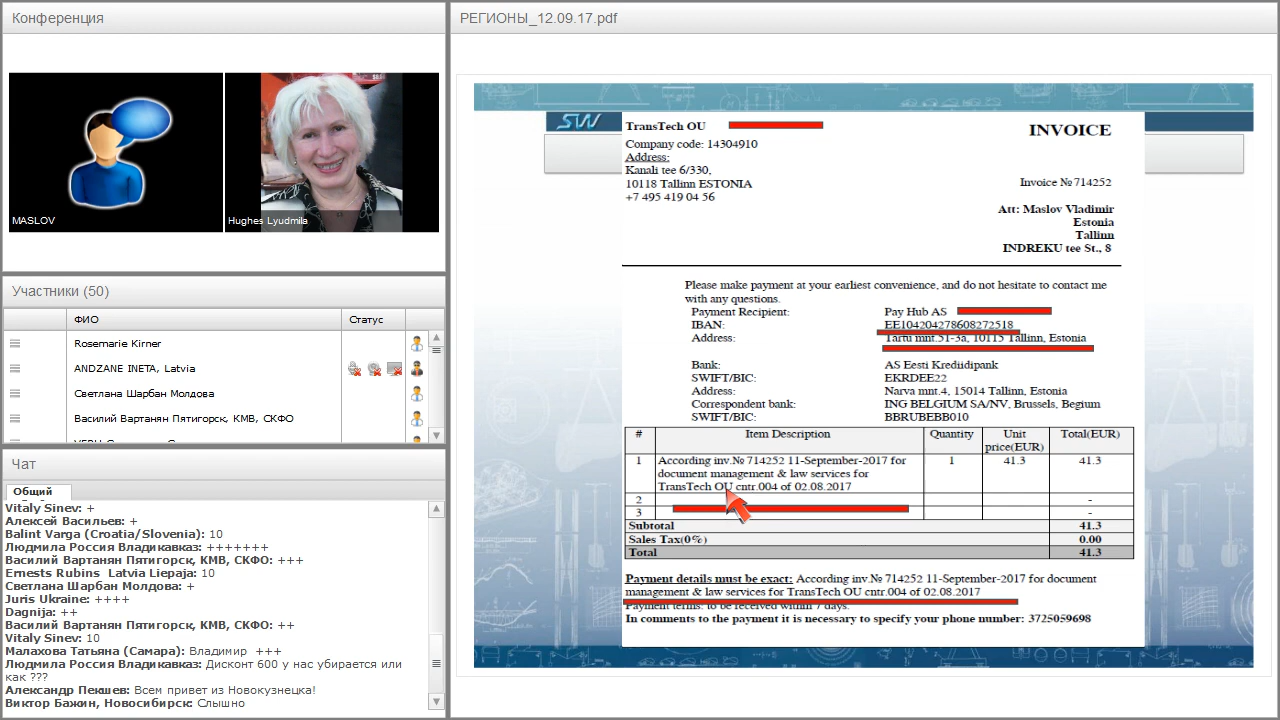 Конференция
MASLOV
Hughes Lyudmila
Участники (50)
ФИО
Статус
Rosemarie Kirner
ANDZANE INETA, Latvia
Светлана Шарбан Молдова
Василий Вартанян Пятигорск, КМВ, СКФО
Чат
Общий
Vitaly Sinev: +
Алексей Васильев: +
Balint Varga (Croatia/Slovenia): 10
Людмила Россия Владикавказ: +++++++
Василий Вартанян Пятигорск, КМВ, СКФО: +++
Ernests Rubins Latvia Liepaja: 10
Светлана Шарбан Молдова: +
Juris Ukraine: ++++
Dagnija: ++
Василий Вартанян Пятигорск, КМВ, СКФО: ++
Vitaly Sinev: 10
Малахова Татьяна (Самара): Владимир +++
Людмила Россия Владикавказ: Дисконт 600 у нас убирается или
как ???
Александр Пекшев: Всем привет из Новокузнецка!
Виктор Бажин, Новосибирск: Слышно
РЕГИОНЫ_12.09.17.pdf
SW
TransTech OU
INVOICE
Company code: 14304910
Address:
Kanali tee 6/330,
10118 Tallinn ESTONIA
+7 495 419 04 56
Invoice № 714252
Att: Maslov Vladimir
Estonia
Tallinn
INDREKU tee St., 8
Please make payment at your earliest convenience, and do not hesitate to contact me
with any questions.
Payment Recipient: Pay Hub AS
IBAN: EE104204278608272518
Address: Tartu mnt.51-3a, 10115 Tallinn, Estonia
Bank: AS Eesti Krediidipank
SWIFT/BIC: EKRDEE22
Address: Narva mnt.4, 15014 Tallinn, Estonia
Correspondent bank: ING BELGIUM SA/NV, Brussels, Begium
SWIFT/BIC: BBRUBEBB010
# Item Description Quantity Unit Total(EUR)
price(EUR)
1 According inv.№ 714252 11-September-2017 for 1 41.3 41.3
document management & law services for
TransTech OU cntr.004 of 02.08.2017
2 -
3 -
Subtotal 41.3
Sales Tax(0%) 0.00
Total 41.3
Payment details must be exact: According inv.№ 714252 11-September-2017 for document
management & law services for TransTech OU cntr.004 of 02.08.2017
Payment terms: to be received within 7 days.
In comments to the payment it is necessary to specify your phone number: 3725059698